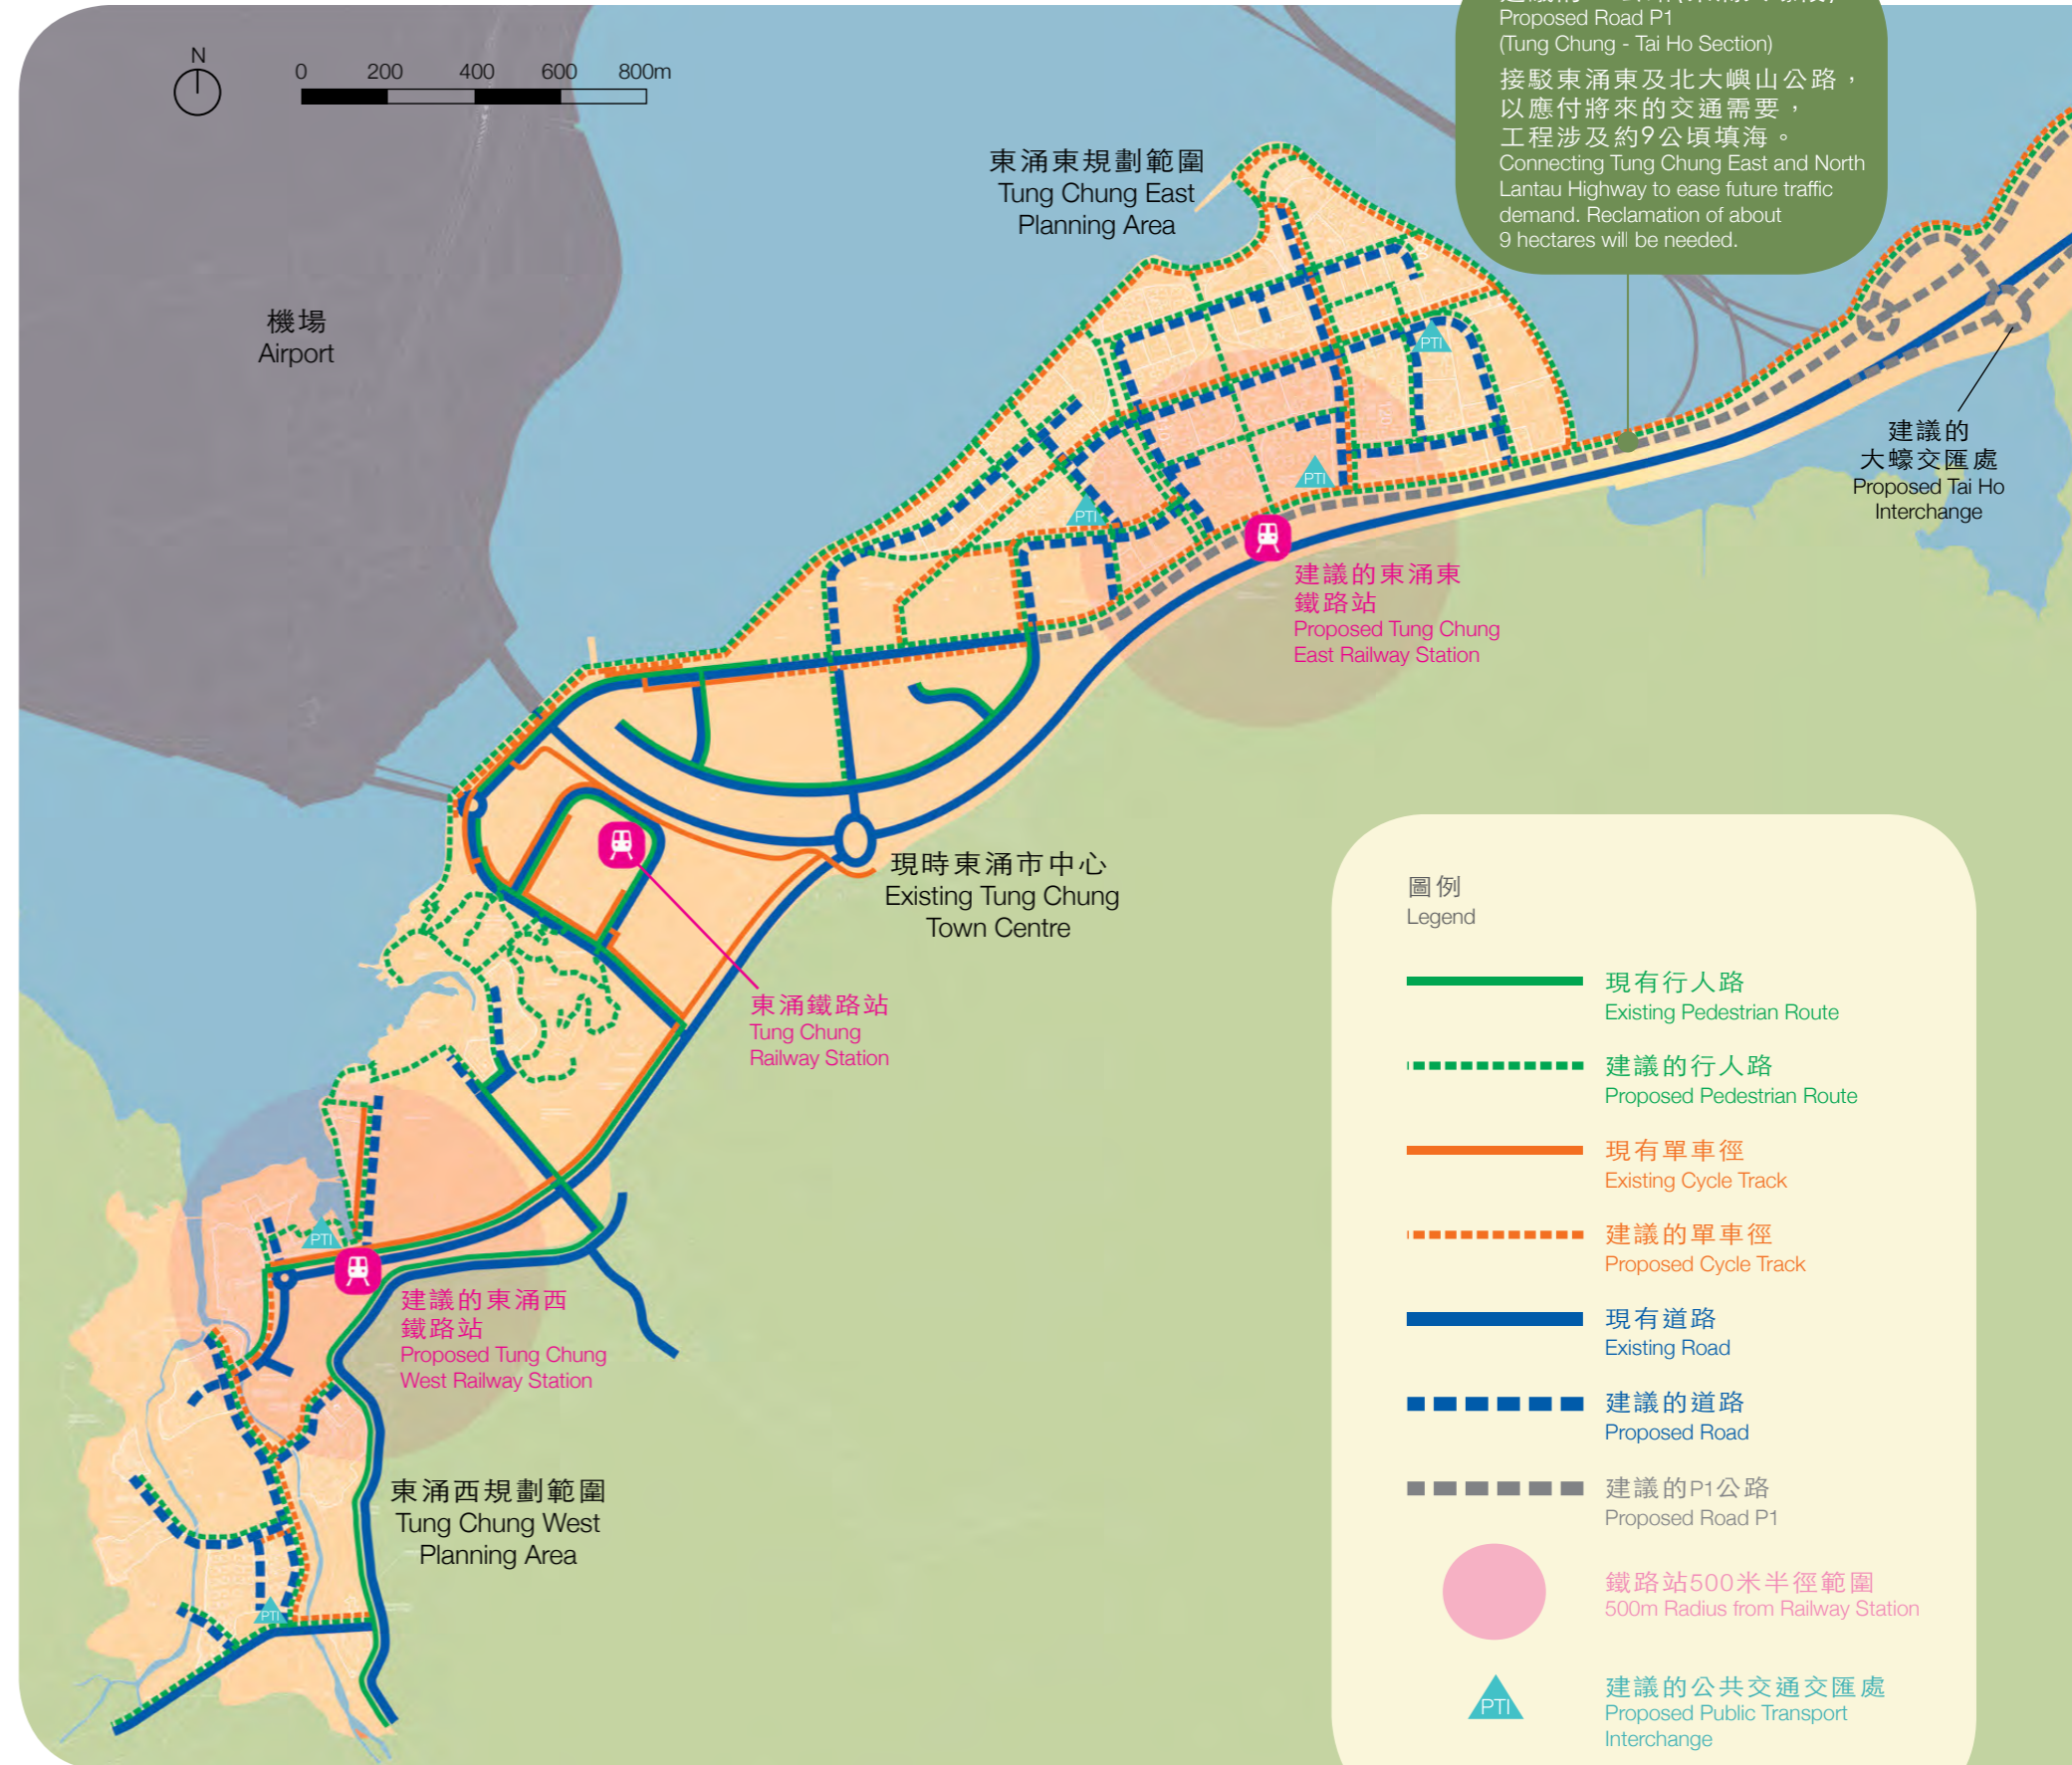 N
0 200 400 600 800m
Proposed Road P1
(Tung Chung - Tai Ho Section)
接駁東涌東及北大嶼山公路，
以應付將來的交通需要，
工程涉及約9公頃填海。
Connecting Tung Chung East and North
Lantau Highway to ease future traffic
demand. Reclamation of about
9 hectares will be needed.
東涌東規劃範圍
Tung Chung East
Planning Area
機場
Airport
PTI
PTI
PTI
建議的
大蠔交匯處
Proposed Tai Ho
Interchange
建議的東涌東
鐵路站
Proposed Tung Chung
East Railway Station
現時東涌市中心
Existing Tung Chung
Town Centre
東涌鐵路站
Tung Chung
Railway Station
PTI
建議的東涌西
鐵路站
Proposed Tung Chung
West Railway Station
東涌西規劃範圍
Tung Chung West
Planning Area
PTI
圖例
Legend
現有行人路
Existing Pedestrian Route
建議的行人路
Proposed Pedestrian Route
現有單車徑
Existing Cycle Track
建議的單車徑
Proposed Cycle Track
現有道路
Existing Road
建議的道路
Proposed Road
建議的P1公路
Proposed Road P1
鐵路站500米半徑範圍
500m Radius from Railway Station
PTI
建議的公共交通交匯處
Proposed Public Transport
Interchange